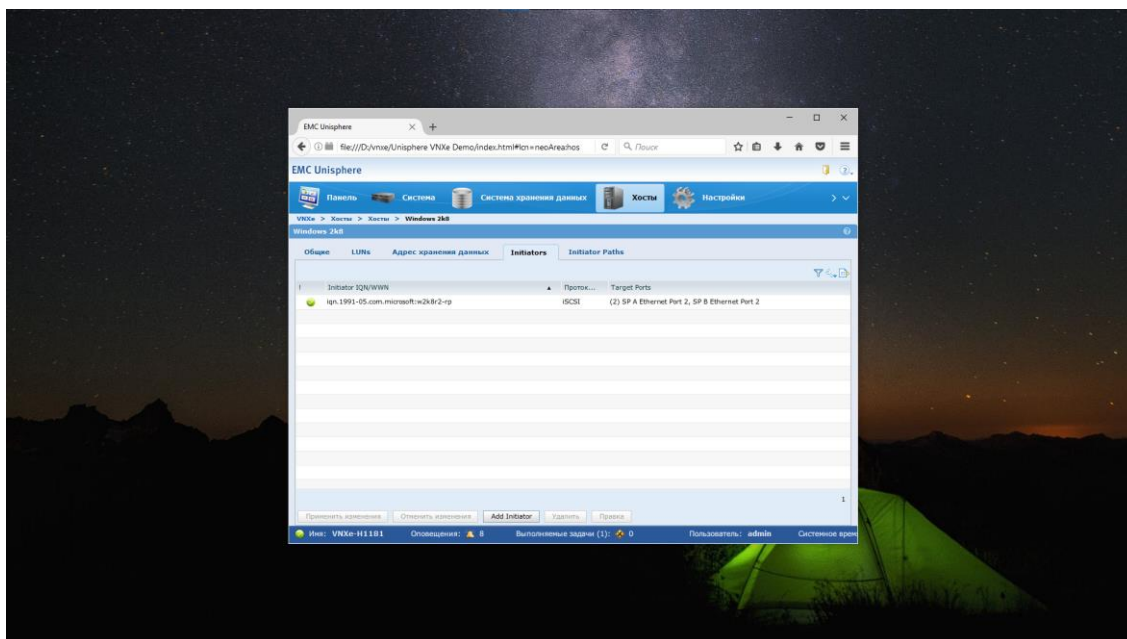 EMC Unisphere
file:///D:/vnxe/Unisphere VNXe Demo/index.html#lcn=neoArea:hos
Поиск
EMC Unisphere
Панель Система Система хранения данных Хосты Настройки
VNXe > Хосты > Хосты > Windows 2k8
Windows 2k8
Общие LUNs Адрес хранения данных Initiators Initiator Paths
! Initiator IQN/WWN Проток... Target Ports
iqn.1991-05.com.microsoft:w2k8r2-rp iSCSI (2) SP A Ethernet Port 2, SP B Ethernet Port 2
1
Применить изменения Отменить изменения Add Initiator Удалить Правка
Имя: VNXe-H1181 Оповещения: 8 Выполняемые задачи (1): 0 Пользователь: admin Системное врем